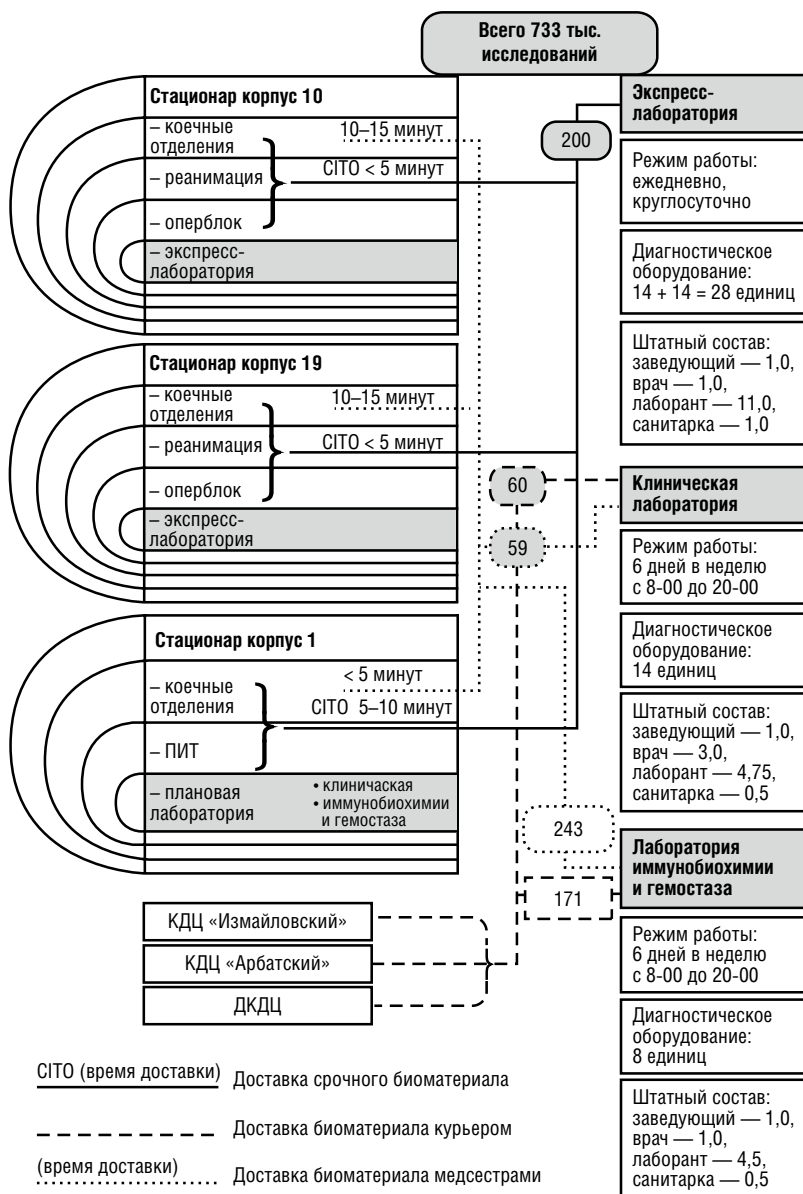 Всего 733 тыс.
исследований
Стационар корпус 10
– коечные
отделения
10–15 минут
– реанимация
CITO < 5 минут
– оперблок
– экспресс-
лаборатория
Стационар корпус 19
– коечные
отделения
10–15 минут
– реанимация
CITO < 5 минут
– оперблок
– экспресс-
лаборатория
Стационар корпус 1
– коечные
отделения
< 5 минут
CITO 5–10 минут
– ПИТ
– плановая
лаборатория
• клиничаская
• иммунобиохимии
и гемостаза
КДЦ «Измайловский»
КДЦ «Арбатский»
ДКДЦ
200
60
59
243
171
Экспресс-
лаборатория
Режим работы:
ежедневно,
круглосуточно
Диагностическое
оборудование:
14 + 14 = 28 единиц
Штатный состав:
заведующий — 1,0,
врач — 1,0,
лаборант — 11,0,
санитарка — 1,0
Клиническая
лаборатория
Режим работы:
6 дней в неделю
с 8-00 до 20-00
Диагностическое
оборудование:
14 единиц
Штатный состав:
заведующий — 1,0,
врач — 3,0,
лаборант — 4,75,
санитарка — 0,5
Лаборатория
иммунобиохимии
и гемостаза
Режим работы:
6 дней в неделю
с 8-00 до 20-00
Диагностическое
оборудование:
8 единиц
Штатный состав:
заведующий — 1,0,
врач — 1,0,
лаборант — 4,5,
санитарка — 0,5
CITO (время доставки)
Доставка срочного биоматериала
Доставка биоматериала курьером
(время доставки)
Доставка биоматериала медсестрами